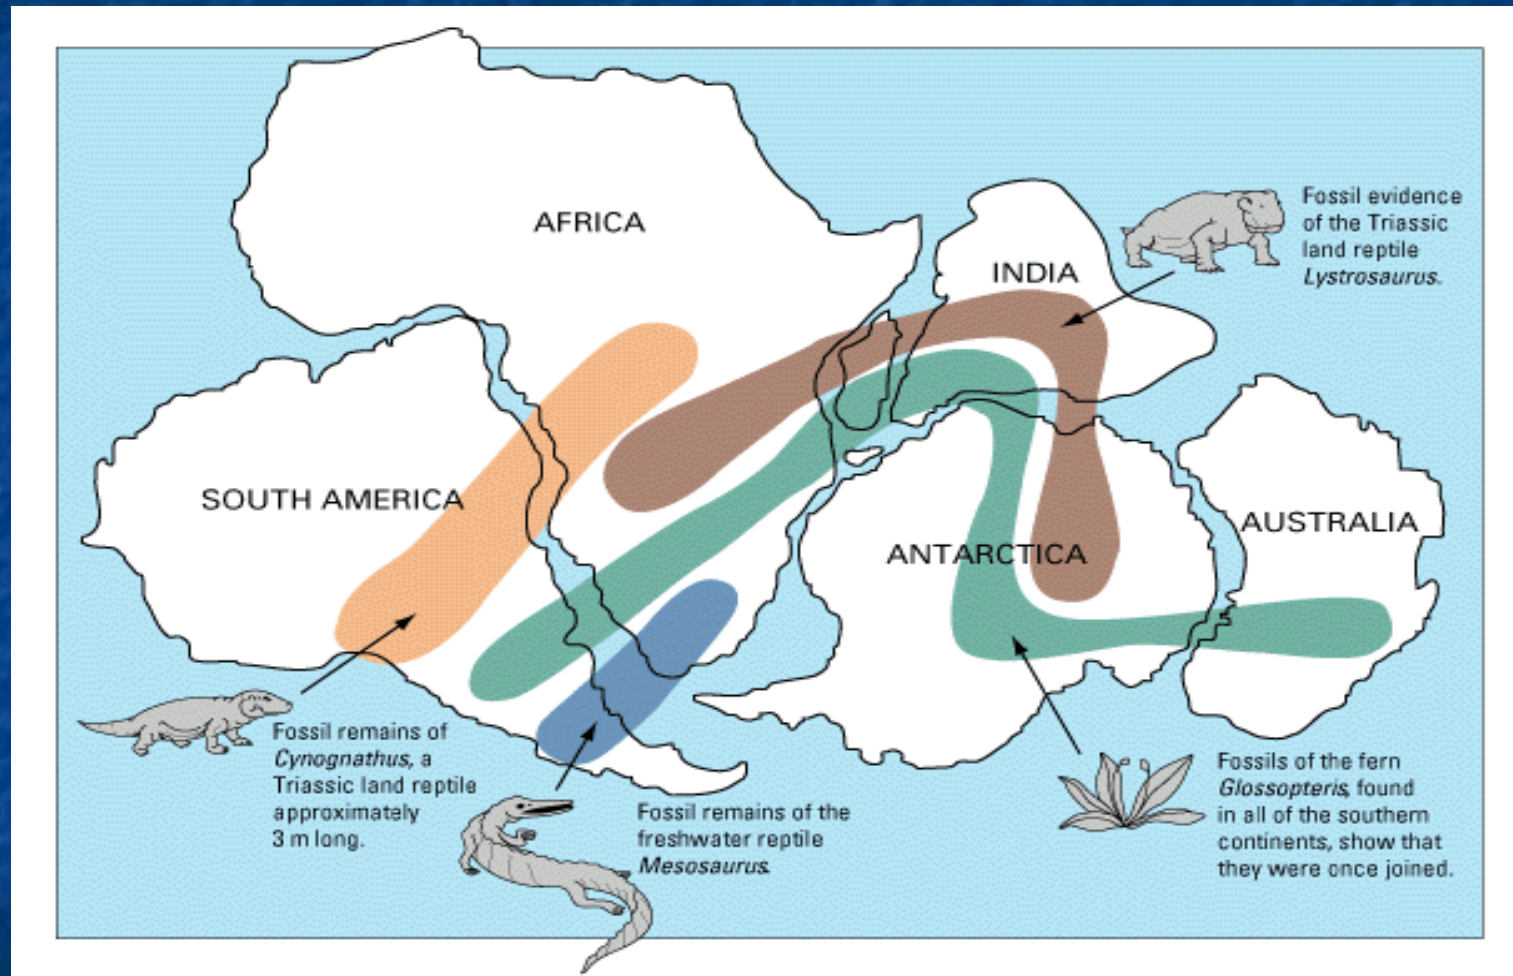 AFRICA
INDIA
Fossil evidence
of the Triassic
land reptile
Lystrosaurus.
SOUTH AMERICA
ANTARCTICA
AUSTRALIA
Fossil remains of
Cynognathus, a
Triassic land reptile
approximately
3 m long.
Fossil remains of the
freshwater reptile
Mesosaurus.
Fossils of the fern
Glossopteris, found
in all of the southern
continents, show that
they were once joined.